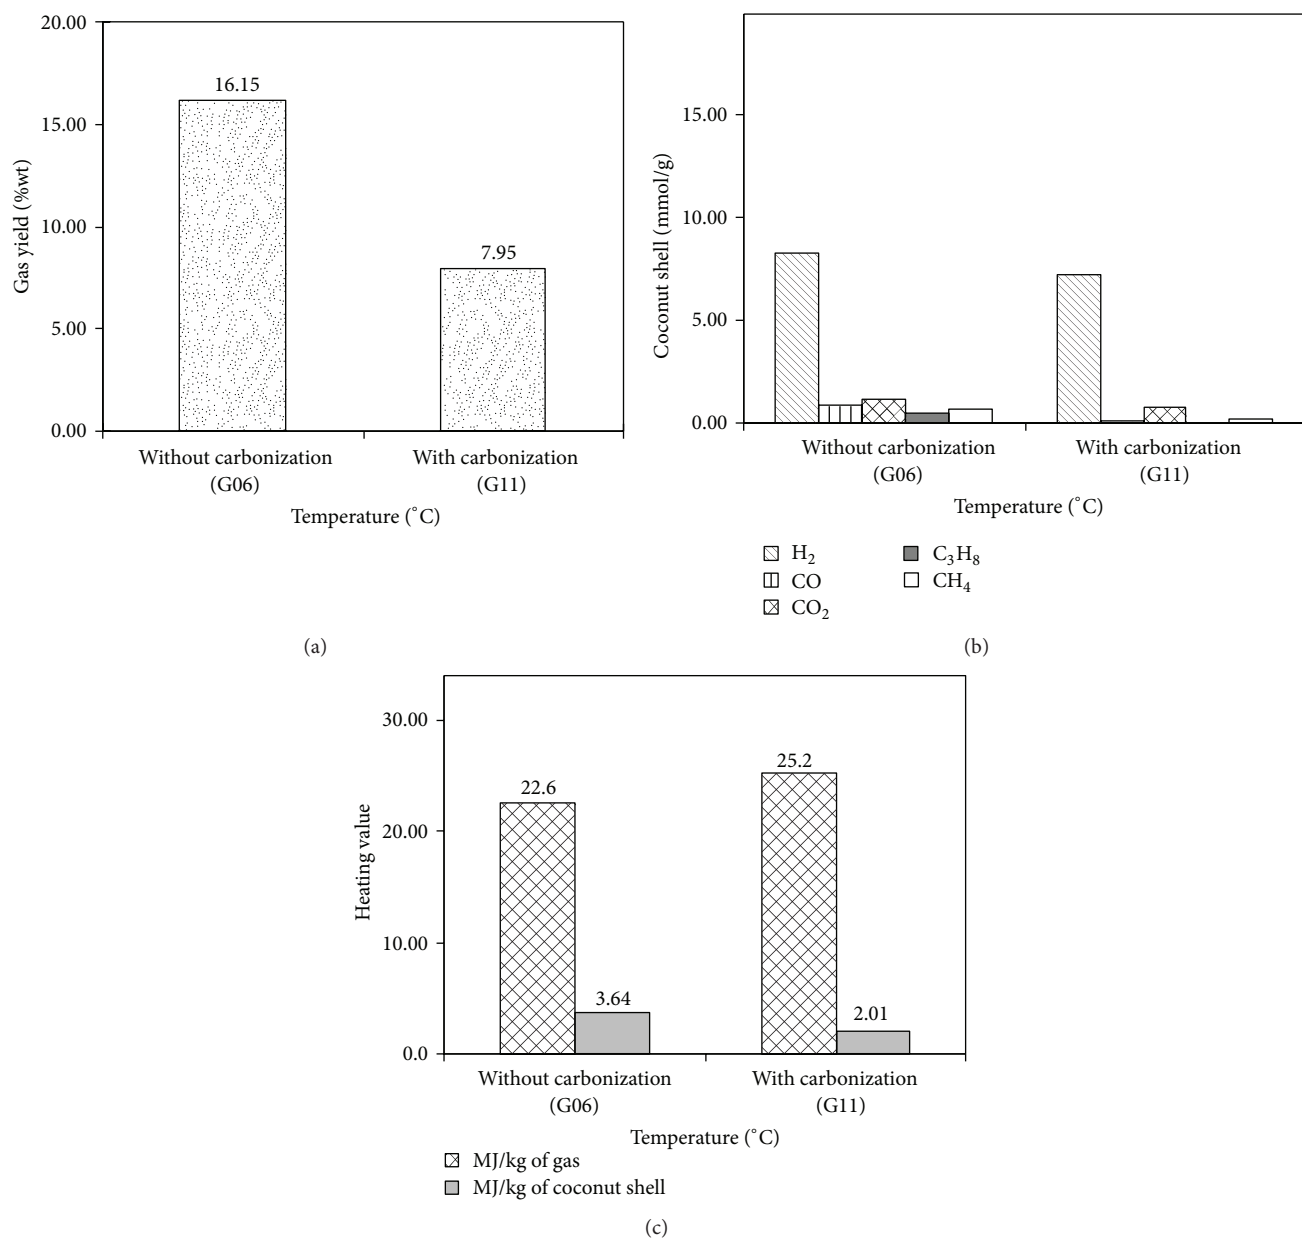 20.00
15.00
10.00
5.00
0.00
Gas yield (%wt)
16.15
7.95
Without carbonization
(G06)
With carbonization
(G11)
Temperature (°C)
(a)
15.00
10.00
5.00
0.00
Coconut shell (mmol/g)
Without carbonization
(G06)
With carbonization
(G11)
Temperature (°C)
H₂
CO
CO₂
C₃H₈
CH₄
(b)
30.00
20.00
10.00
0.0
Heating value
22.6
3.64
25.2
2.01
Without carbonization
(G06)
With carbonization
(G11)
Temperature (°C)
MJ/kg of gas
MJ/kg of coconut shell
(c)